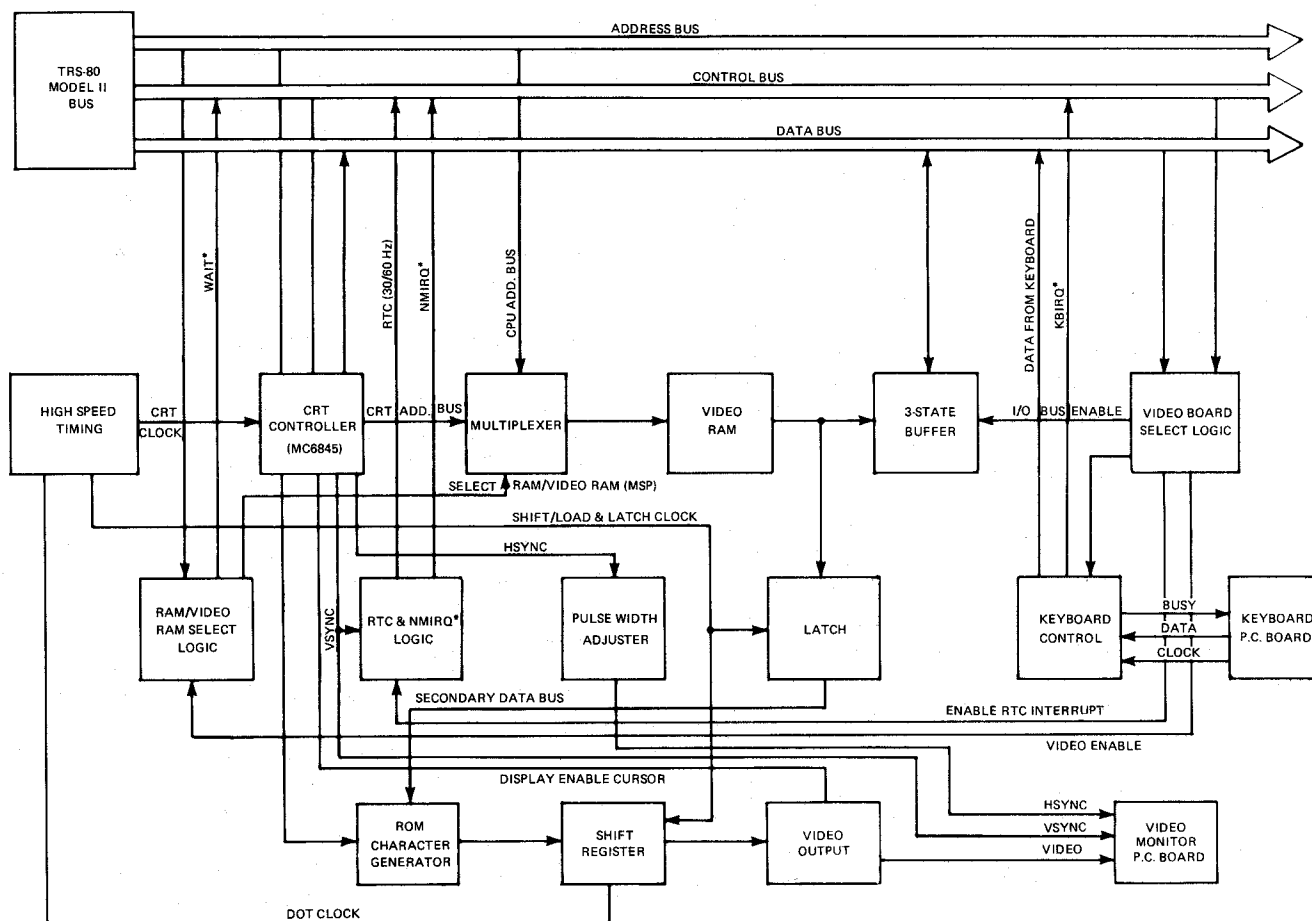 ADDRESS BUS
TRS-80
MODEL II
BUS
CONTROL BUS
DATA BUS
WAIT*
RTC (30/60 Hz)
NMIRQ*
CPU ADD. BUS
DATA FROM KEYBOARD
KBIRQ*
HIGH SPEED
TIMING
CRT
CLOCK
CRT
CONTROLLER
(MC6845)
CRT ADD. BUS
MULTIPLEXER
VIDEO
RAM
3-STATE
BUFFER
I/O BUS ENABLE
VIDEO BOARD
SELECT LOGIC
SELECT RAM/VIDEO RAM (MSP)
SHIFT/LOAD & LATCH CLOCK
HSYNC
RAM/VIDEO
RAM SELECT
LOGIC
VSYNC
RTC & NMIRQ*
LOGIC
PULSE WIDTH
ADJUSTER
LATCH
KEYBOARD
CONTROL
BUSY
DATA
CLOCK
KEYBOARD
P.C. BOARD
SECONDARY DATA BUS
ENABLE RTC INTERRUPT
VIDEO ENABLE
DISPLAY ENABLE CURSOR
ROM
CHARACTER
GENERATOR
SHIFT
REGISTER
VIDEO
OUTPUT
HSYNC
VSYNC
VIDEO
VIDEO
MONITOR
P.C. BOARD
DOT CLOCK